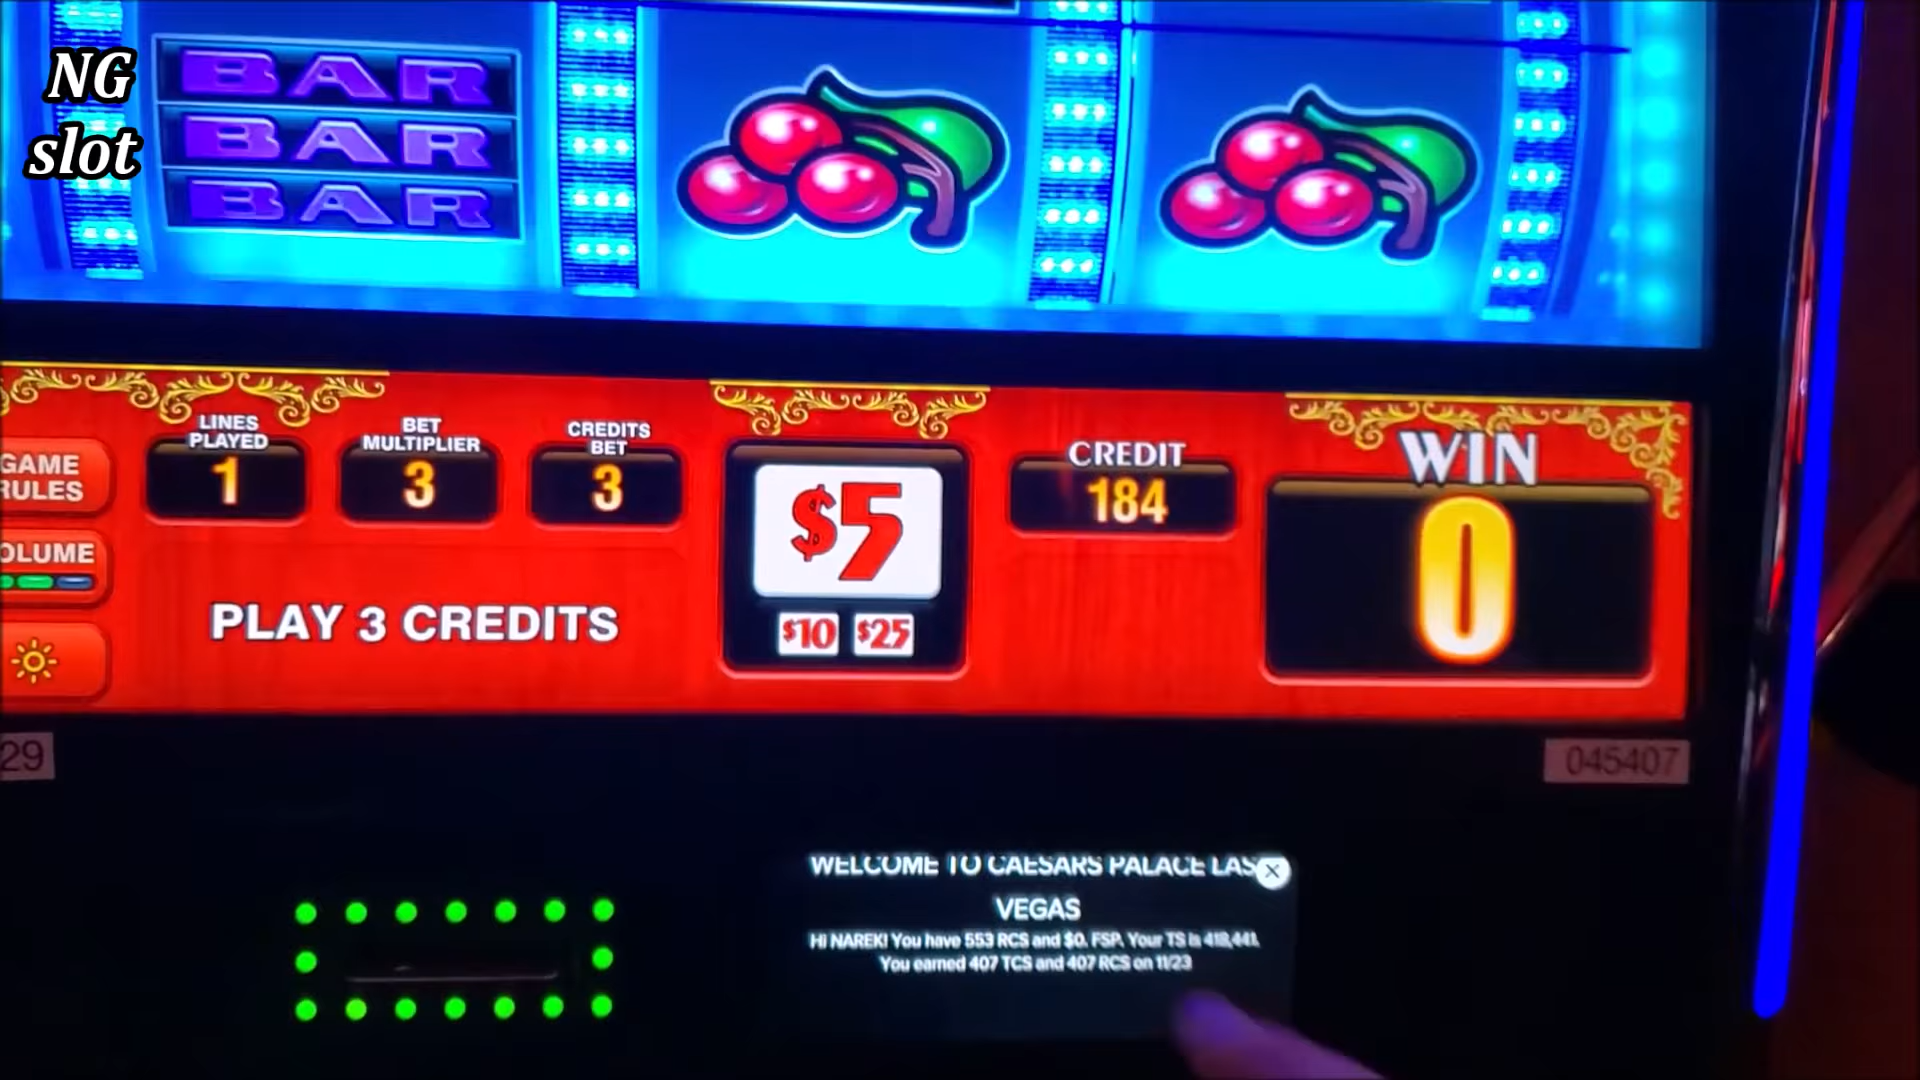 NG
slot
BAR BAR BAR
LINES
PLAYED
1
BET
MULTIPLIER
3
CREDITS
BET
3
$5
$10 $25
CREDIT
184
WIN
0
GAME
RULES
OLUME
PLAY 3 CREDITS
29
045407
WELCOME TO CAESARS PALACE LAS
VEGAS
Hi NAREK! You have 553 RCS and $0. FSP. Your TS is 418,441.
You earned 407 TCS and 407 RCS on 11/23